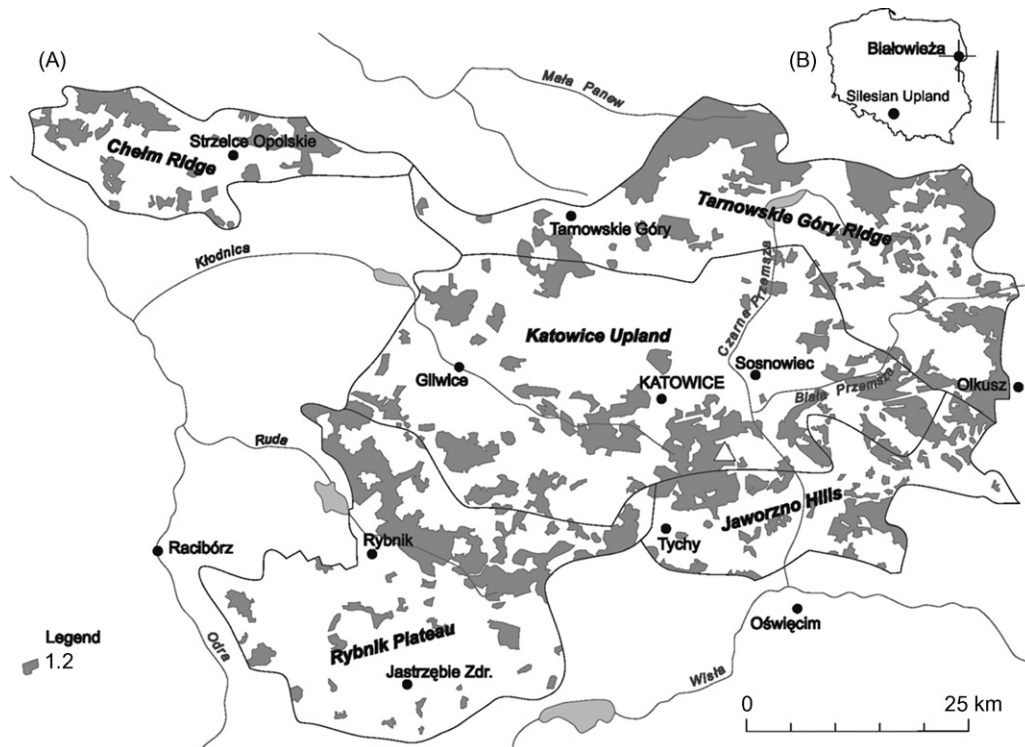 (A)
(B)
Białowieża
Silesian Upland
Mała Panew
Strzelce Opolskie
Chełm Ridge
Tarnowskie Góry
Tarnowskie Góry Ridge
Kłodnica
Czarne Przemsza
Katowice Upland
Gliwice
KATOWICE
Sosnowiec
Biała Przemsza
Olkusz
Ruda
Jaworzno Hills
Racibórz
Rybnik
Tychy
Oświęcim
Odra
Rybnik Plateau
Jastrzębie Zdr.
Wisła
Legend
1.2
0 25 km